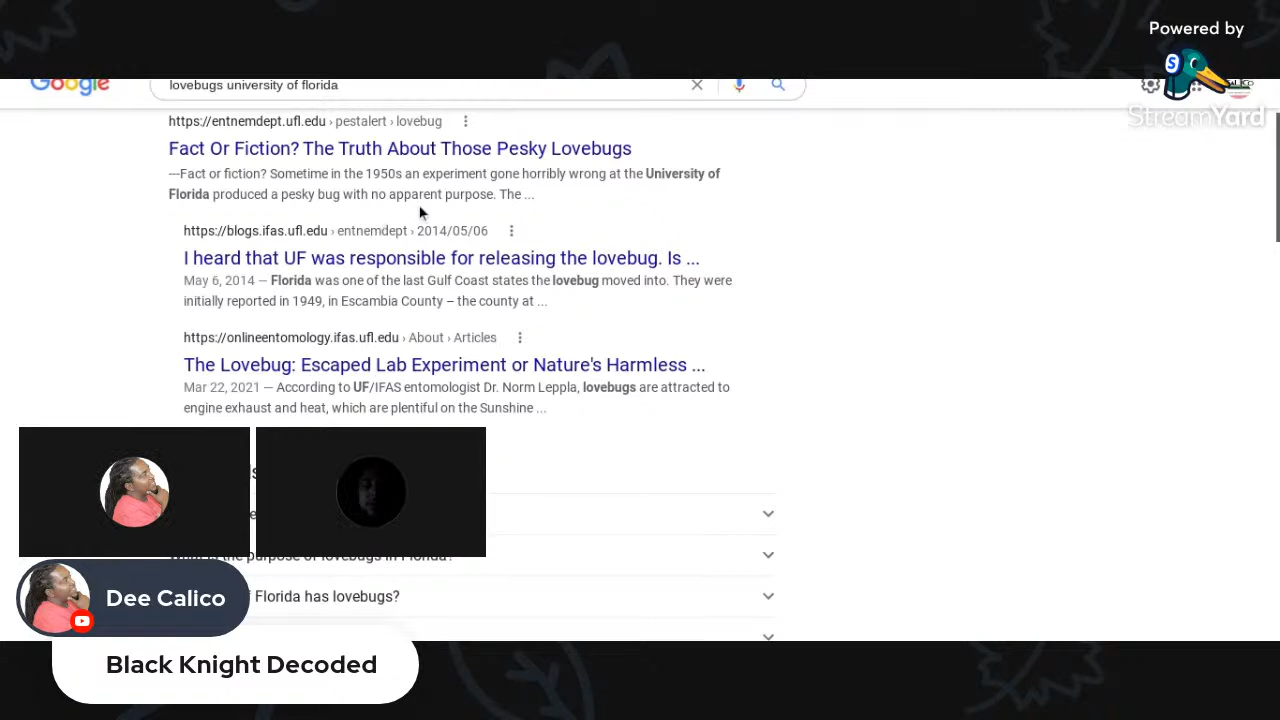 Powered by
StreamYard
Google
lovebugs university of florida
https://entnemdept.ufl.edu › pestalert › lovebug
Fact Or Fiction? The Truth About Those Pesky Lovebugs
---Fact or fiction? Sometime in the 1950s an experiment gone horribly wrong at the University of
Florida produced a pesky bug with no apparent purpose. The ...
https://blogs.ifas.ufl.edu › entnemdept › 2014/05/06
I heard that UF was responsible for releasing the lovebug. Is ...
May 6, 2014 — Florida was one of the last Gulf Coast states the lovebug moved into. They were
initially reported in 1949, in Escambia County – the county at ...
https://onlineentomology.ifas.ufl.edu › About › Articles
The Lovebug: Escaped Lab Experiment or Nature's Harmless ...
Mar 22, 2021 — According to UF/IFAS entomologist Dr. Norm Leppla, lovebugs are attracted to
engine exhaust and heat, which are plentiful on the Sunshine ...
the purpose of lovebugs in Florida?
Florida has lovebugs?
Dee Calico
Black Knight Decoded